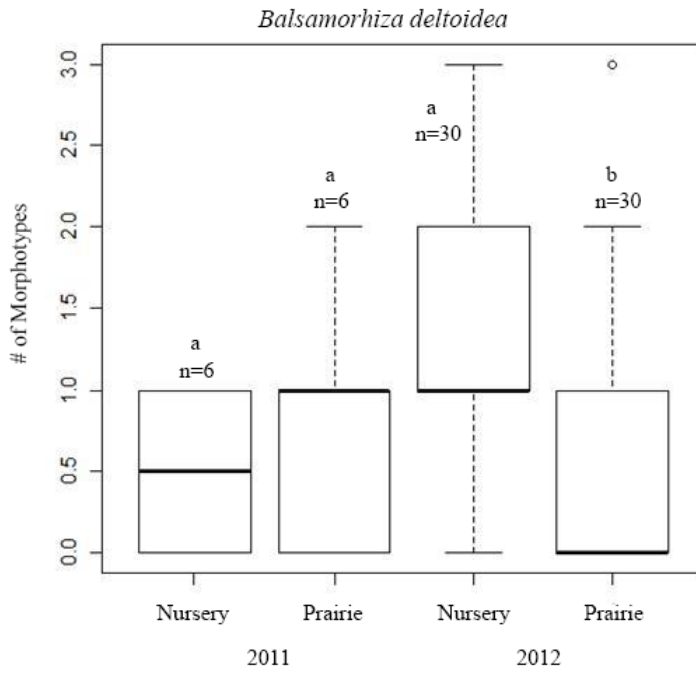 Balsamorhiza deltoidea
# of Morphotypes
3.0
2.5
2.0
1.5
1.0
0.5
0.0
a
n=6
a
n=6
a
n=30
b
n=30
Nursery Prairie Nursery Prairie
2011 2012